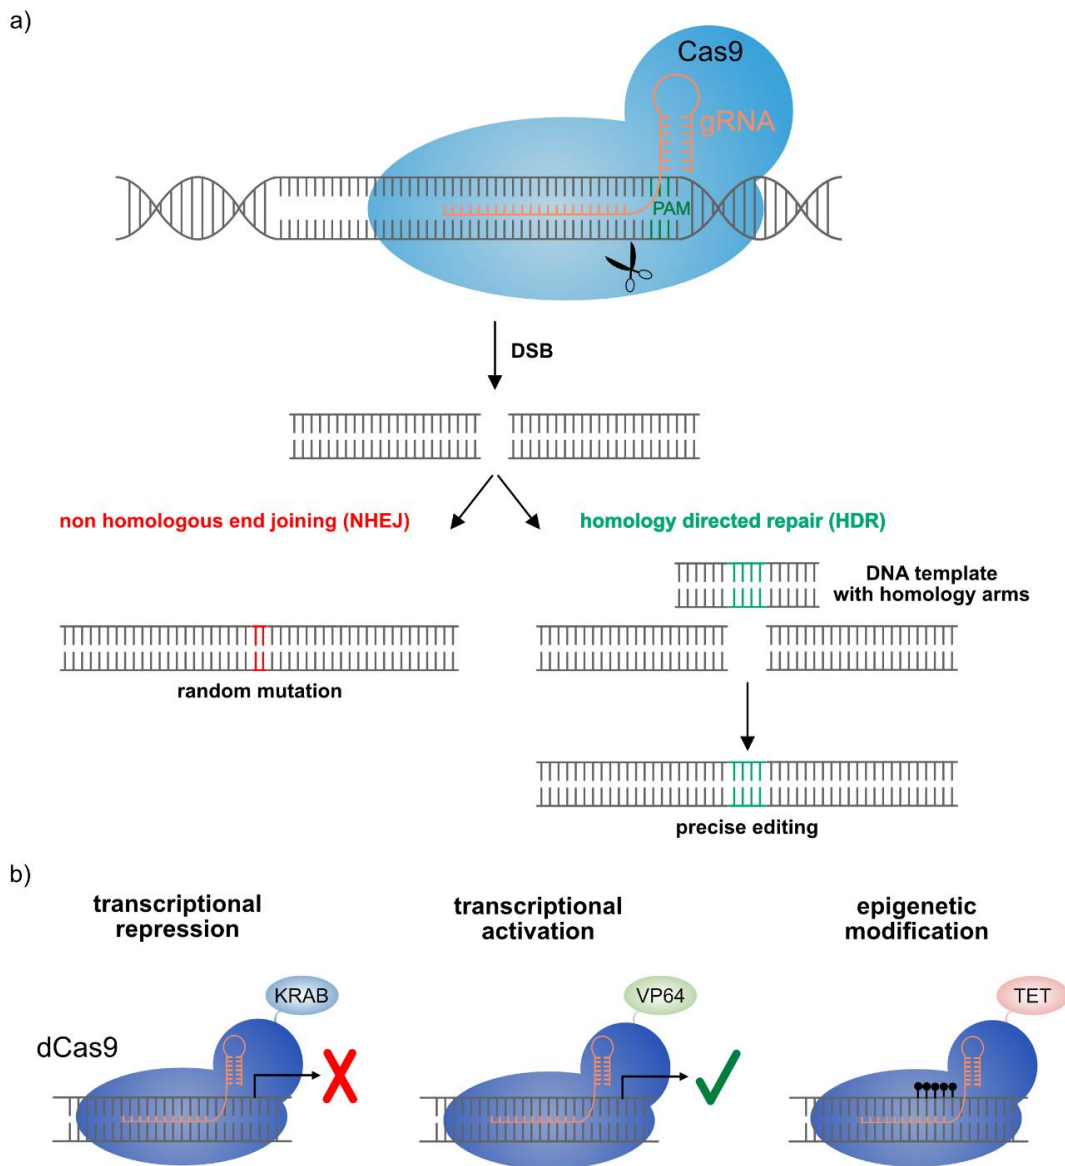 a)
Cas9
gRNA
PAM
DSB
non homologous end joining (NHEJ)
homology directed repair (HDR)
DNA template
with homology arms
random mutation
precise editing
b)
transcriptional
repression
transcriptional
activation
epigenetic
modification
KRAB
VP64
TET
dCas9